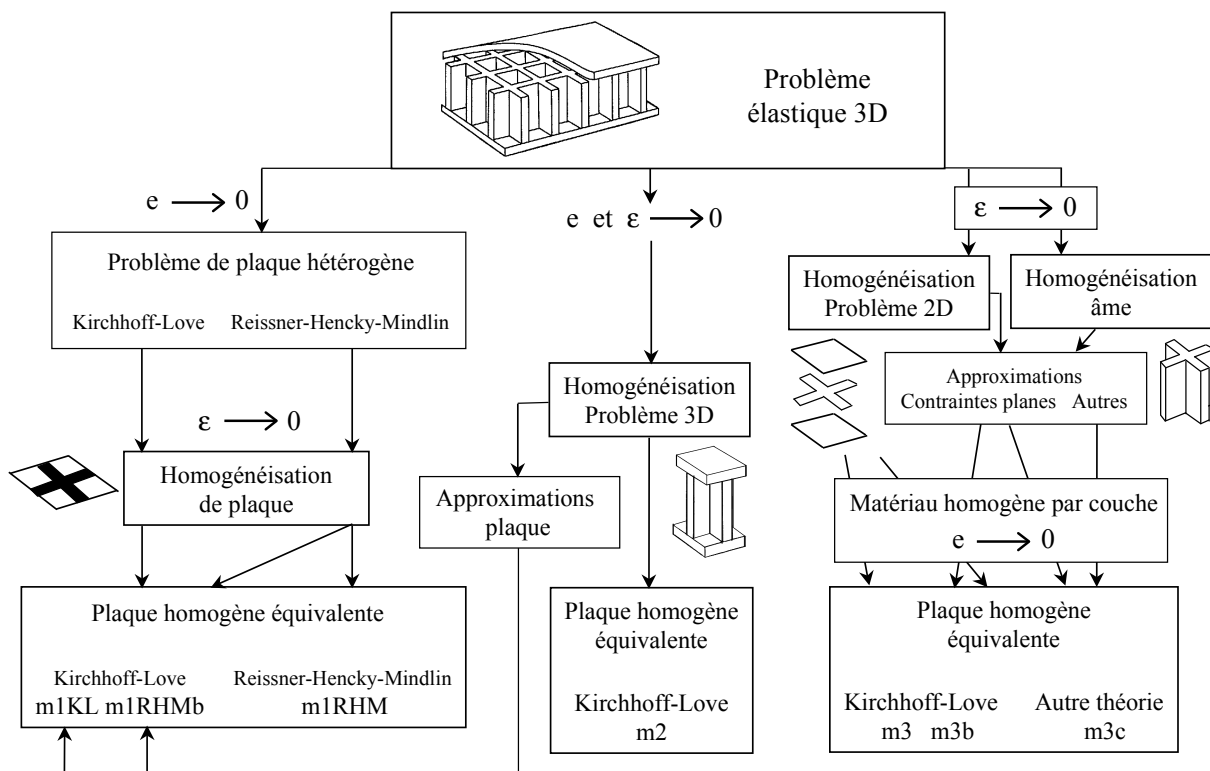 Problème
élastique 3D
e ⟶ 0
e et ε ⟶ 0
ε ⟶ 0
Problème de plaque hétérogène
Kirchhoff-Love Reissner-Hencky-Mindlin
Homogénéisation
Problème 2D
Homogénéisation
âme
Approximations
Contraintes planes Autres
Homogénéisation
Problème 3D
ε ⟶ 0
Homogénéisation
de plaque
Approximations
plaque
Matériau homogène par couche
e ⟶ 0
Plaque homogène équivalente
Kirchhoff-Love Reissner-Hencky-Mindlin
m1KL m1RHMb m1RHM
Plaque homogène
équivalente
Kirchhoff-Love
m2
Plaque homogène
équivalente
Kirchhoff-Love Autre théorie
m3 m3b m3c